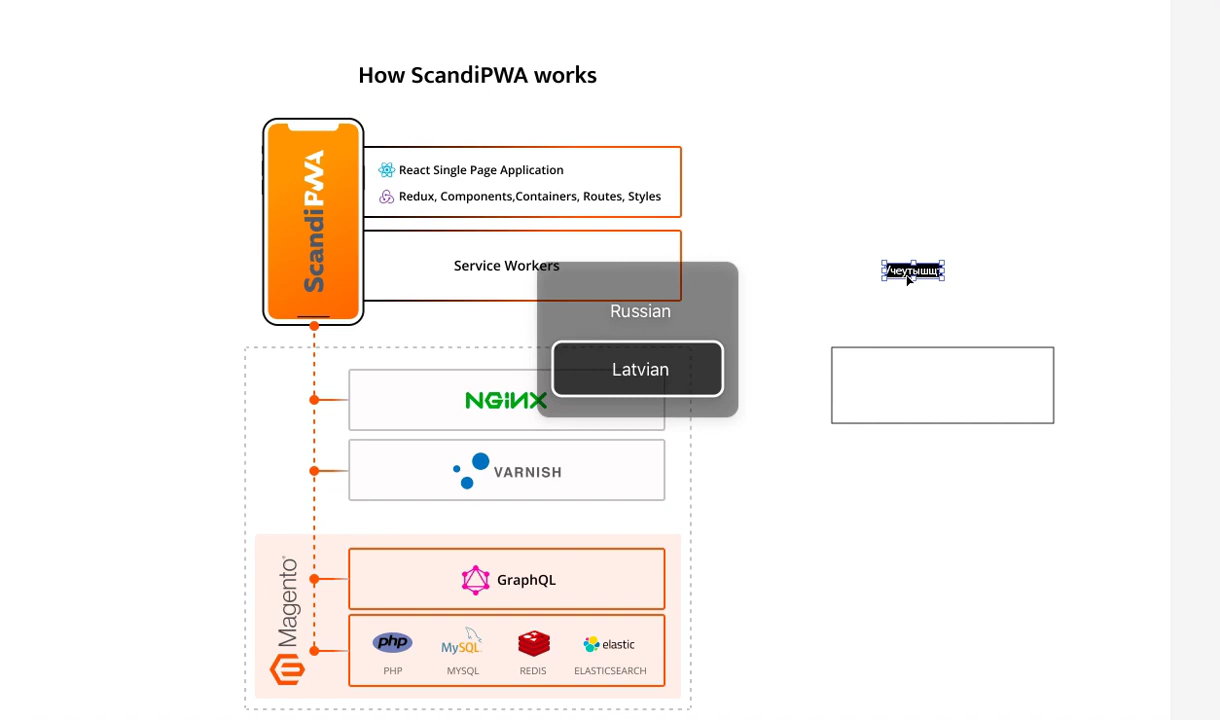 How ScandiPWA works
ScandiPWA
React Single Page Application
Redux, Components,Containers, Routes, Styles
Service Workers
Russian
Latvian
NGiNX
VARNISH
Magento
GraphQL
php
MySQL
redis
elastic
PHP
MYSQL
REDIS
ELASTICSEARCH